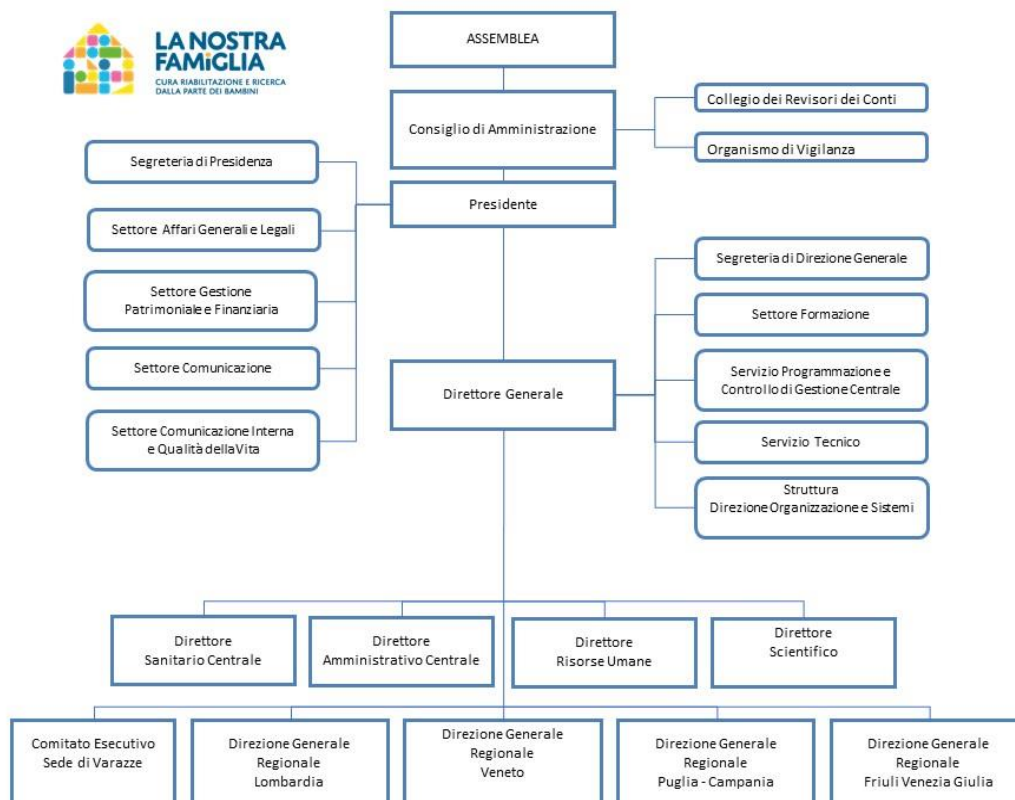 LA NOSTRA
FAMiGLIA
CURA RIABILITAZIONE E RICERCA
DALLA PARTE DEI BAMBINI
ASSEMBLEA
Consiglio di Amministrazione
Collegio dei Revisori dei Conti
Organismo di Vigilanza
Presidente
Segreteria di Presidenza
Settore Affari Generali e Legali
Settore Gestione
Patrimoniale e Finanziaria
Settore Comunicazione
Settore Comunicazione Interna
e Qualità della Vita
Direttore Generale
Segreteria di Direzione Generale
Settore Formazione
Servizio Programmazione e
Controllo di Gestione Centrale
Servizio Tecnico
Struttura
Direzione Organizzazione e Sistemi
Direttore
Sanitario Centrale
Direttore
Amministrativo Centrale
Direttore
Risorse Umane
Direttore
Scientifico
Comitato Esecutivo
Sede di Varazze
Direzione Generale
Regionale
Lombardia
Direzione Generale
Regionale
Veneto
Direzione Generale
Regionale
Puglia - Campania
Direzione Generale
Regionale
Friuli Venezia Giulia